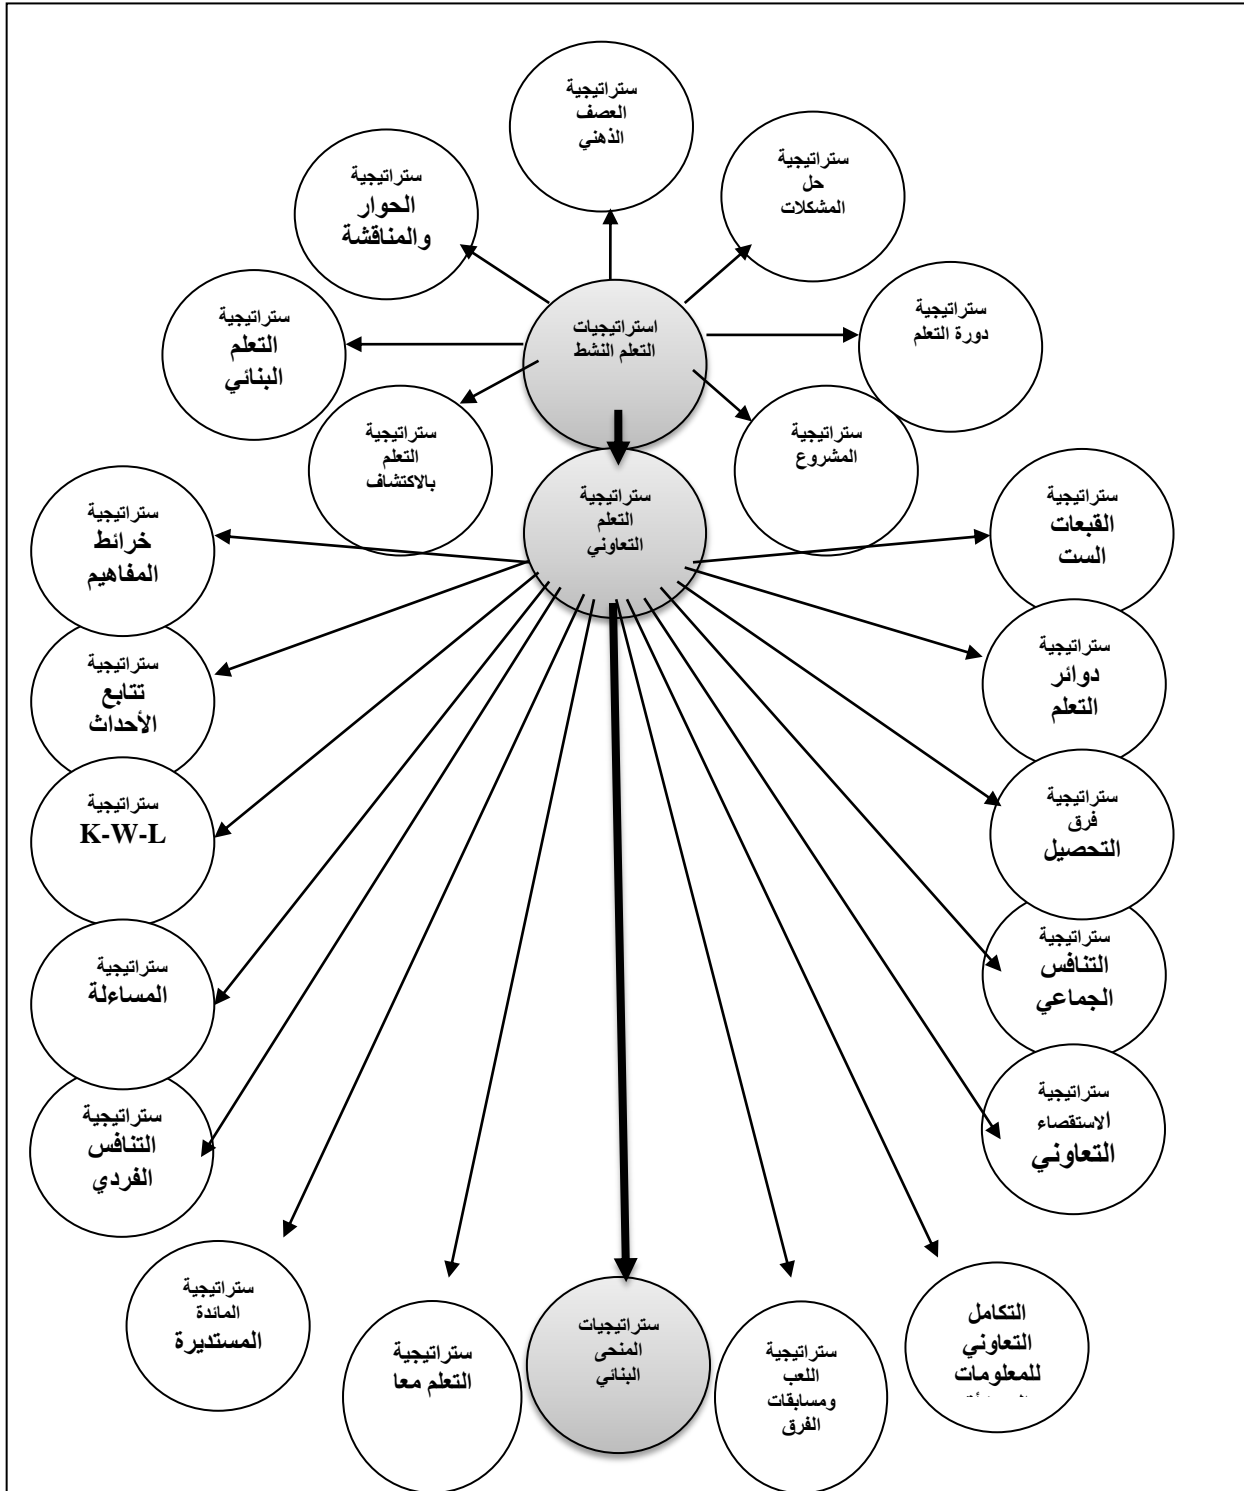 ستراتيجية
العصف
الذهني
ستراتيجية
حل
المشكلات
ستراتيجية
الحوار
والمناقشة
ستراتيجية
دورة التعلم
استراتيجيات
التعلم النشط
ستراتيجية
التعلم
البنائي
ستراتيجية
المشروع
ستراتيجية
التعلم
بالاكتشاف
ستراتيجية
التعلم
التعاوني
ستراتيجية
القبعات
الست
ستراتيجية
خرائط
المفاهيم
ستراتيجية
دوائر
التعلم
ستراتيجية
تتابع
الأحداث
ستراتيجية
فرق
التحصيل
ستراتيجية
K-W-L
ستراتيجية
التنافس
الجماعي
ستراتيجية
المساءلة
ستراتيجية
الاستقصاء
التعاوني
ستراتيجية
التنافس
الفردي
التكامل
التعاوني
للمعلومات
ستراتيجية
اللعب
ومسابقات
الفرق
ستراتيجيات
المنحى
البنائي
ستراتيجية
التعلم معا
ستراتيجية
المائدة
المستديرة